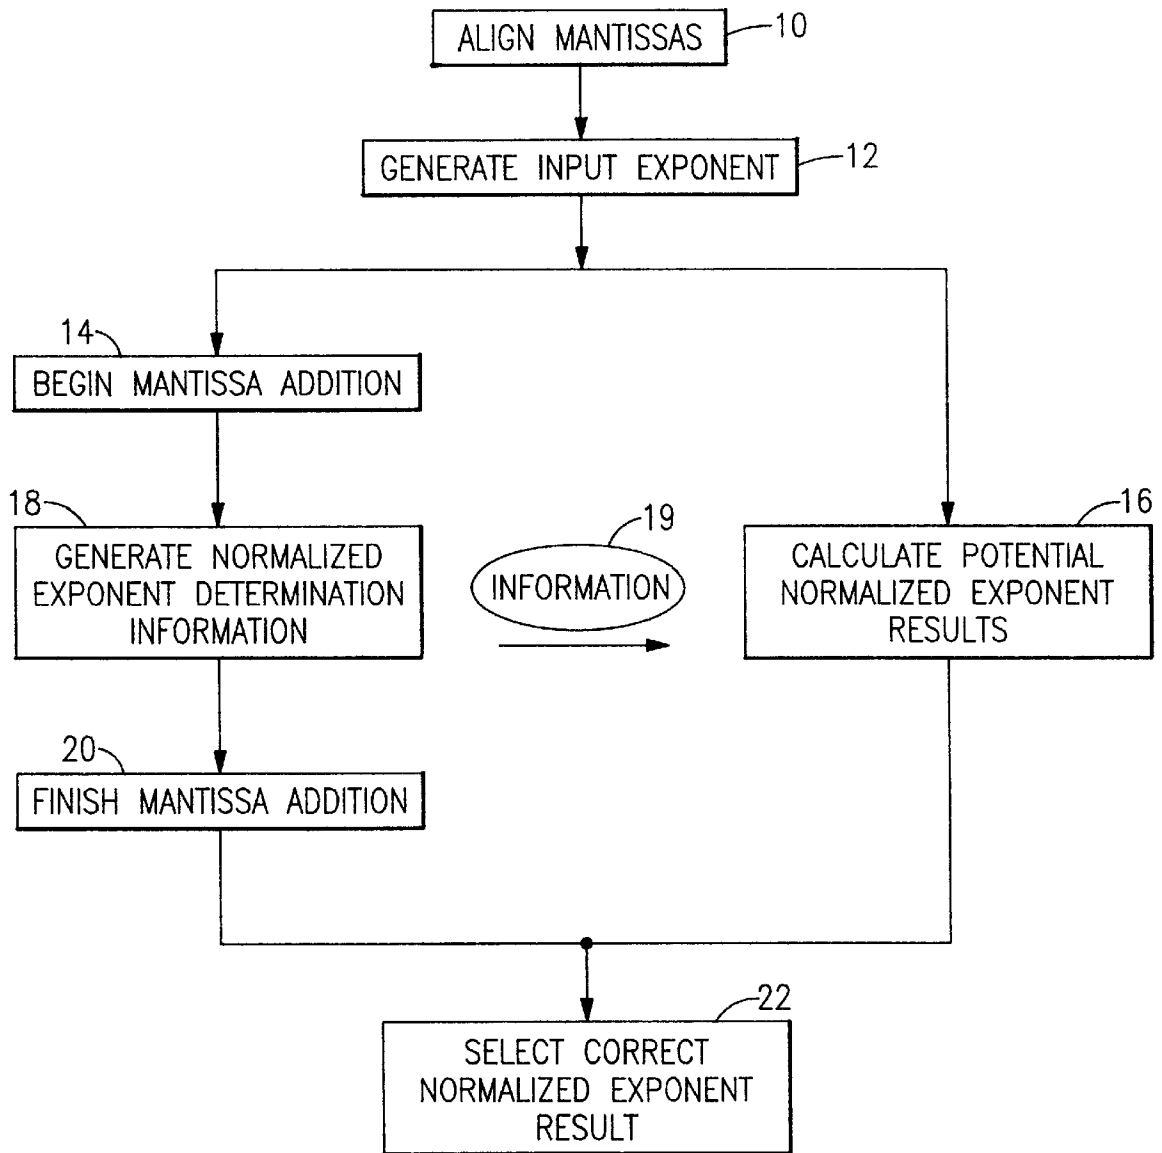 ALIGN MANTISSAS
10
GENERATE INPUT EXPONENT
12
14
BEGIN MANTISSA ADDITION
18
GENERATE NORMALIZED
EXPONENT DETERMINATION
INFORMATION
19
INFORMATION
16
CALCULATE POTENTIAL
NORMALIZED EXPONENT
RESULTS
20
FINISH MANTISSA ADDITION
22
SELECT CORRECT
NORMALIZED EXPONENT
RESULT